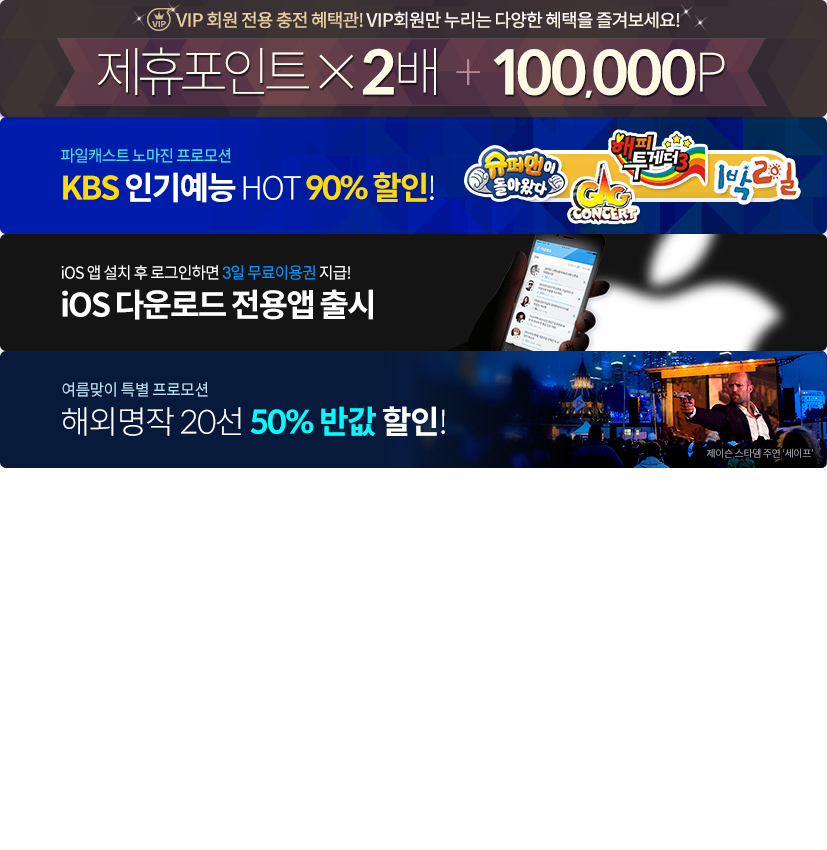 VIP
VIP 회원 전용 충전 혜택관! VIP회원만 누리는 다양한 혜택을 즐겨보세요!
제휴포인트×2배 + 100,000P
파일캐스트 노마진 프로모션
KBS 인기예능 HOT 90% 할인!
슈퍼맨이
돌아왔다
GAG
CONCERT
해피
투게더3
1박2일
iOS 앱 설치 후 로그인하면 3일 무료이용권 지급!
iOS 다운로드 전용앱 출시
여름맞이 특별 프로모션
해외명작 20선 50% 반값 할인!
제이슨 스타뎀 주연 '세이프'